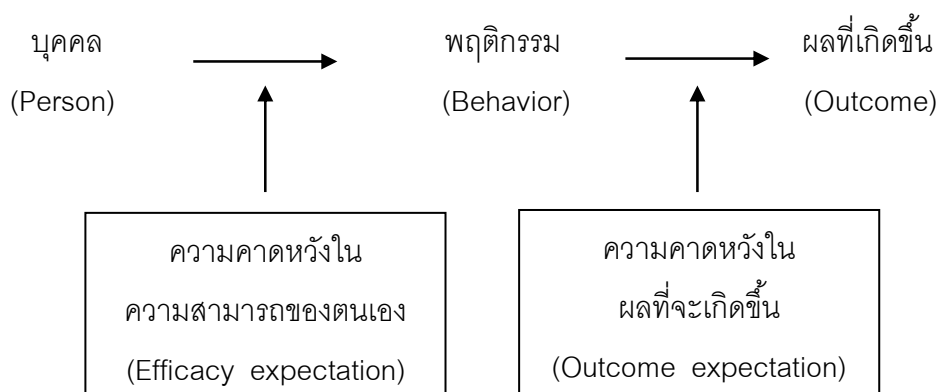 บุคคล
(Person)
พฤติกรรม
(Behavior)
ผลที่เกิดขึ้น
(Outcome)
ความคาดหวังใน
ความสามารถของตนเอง
(Efficacy expectation)
ความคาดหวังใน
ผลที่จะเกิดขึ้น
(Outcome expectation)